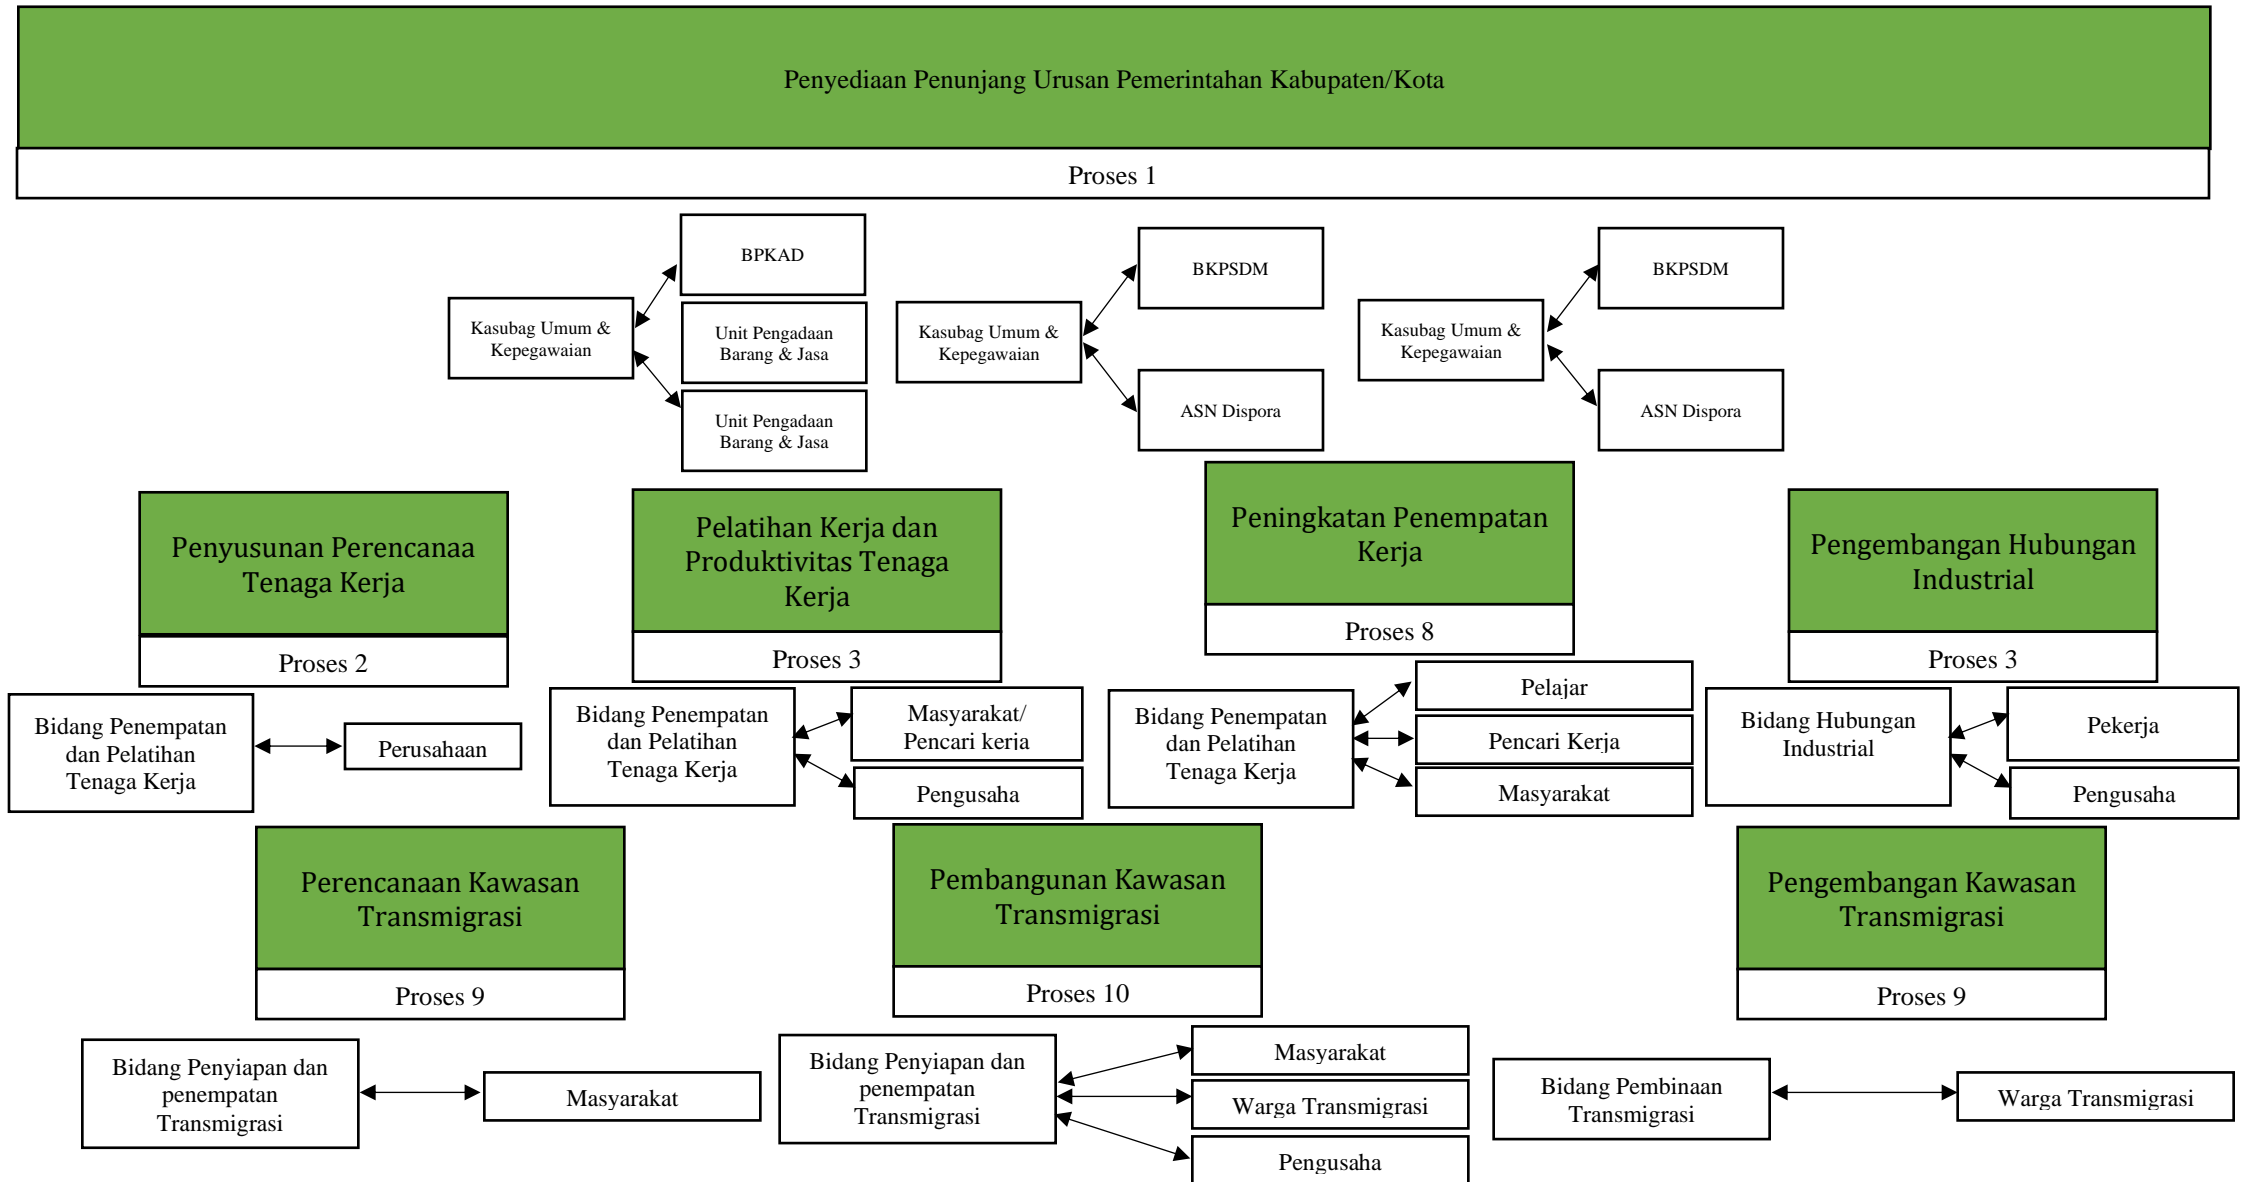 Penyediaan Penunjang Urusan Pemerintahan Kabupaten/Kota
Proses 1
Kasubag Umum &
Kepegawaian
BPKAD
Unit Pengadaan
Barang & Jasa
Unit Pengadaan
Barang & Jasa
Kasubag Umum &
Kepegawaian
BKPSDM
ASN Dispora
Kasubag Umum &
Kepegawaian
BKPSDM
ASN Dispora
Penyusunan Perencanaa
Tenaga Kerja
Proses 2
Bidang Penempatan
dan Pelatihan
Tenaga Kerja
Perusahaan
Pelatihan Kerja dan
Produktivitas Tenaga
Kerja
Proses 3
Bidang Penempatan
dan Pelatihan
Tenaga Kerja
Masyarakat/
Pencari kerja
Pengusaha
Peningkatan Penempatan
Kerja
Proses 8
Bidang Penempatan
dan Pelatihan
Tenaga Kerja
Pelajar
Pencari Kerja
Masyarakat
Pengembangan Hubungan
Industrial
Proses 3
Bidang Hubungan
Industrial
Pekerja
Pengusaha
Perencanaan Kawasan
Transmigrasi
Proses 9
Bidang Penyiapan dan
penempatan
Transmigrasi
Masyarakat
Pembangunan Kawasan
Transmigrasi
Proses 10
Bidang Penyiapan dan
penempatan
Transmigrasi
Masyarakat
Warga Transmigrasi
Pengusaha
Pengembangan Kawasan
Transmigrasi
Proses 9
Bidang Pembinaan
Transmigrasi
Warga Transmigrasi